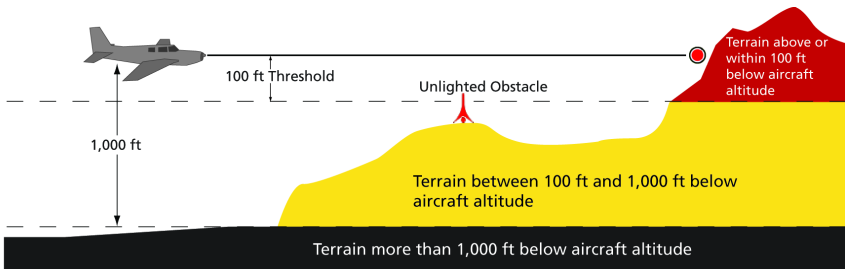 Terrain above or
within 100 ft
below aircraft
altitude
100 ft Threshold
Unlighted Obstacle
1,000 ft
Terrain between 100 ft and 1,000 ft below
aircraft altitude
Terrain more than 1,000 ft below aircraft altitude